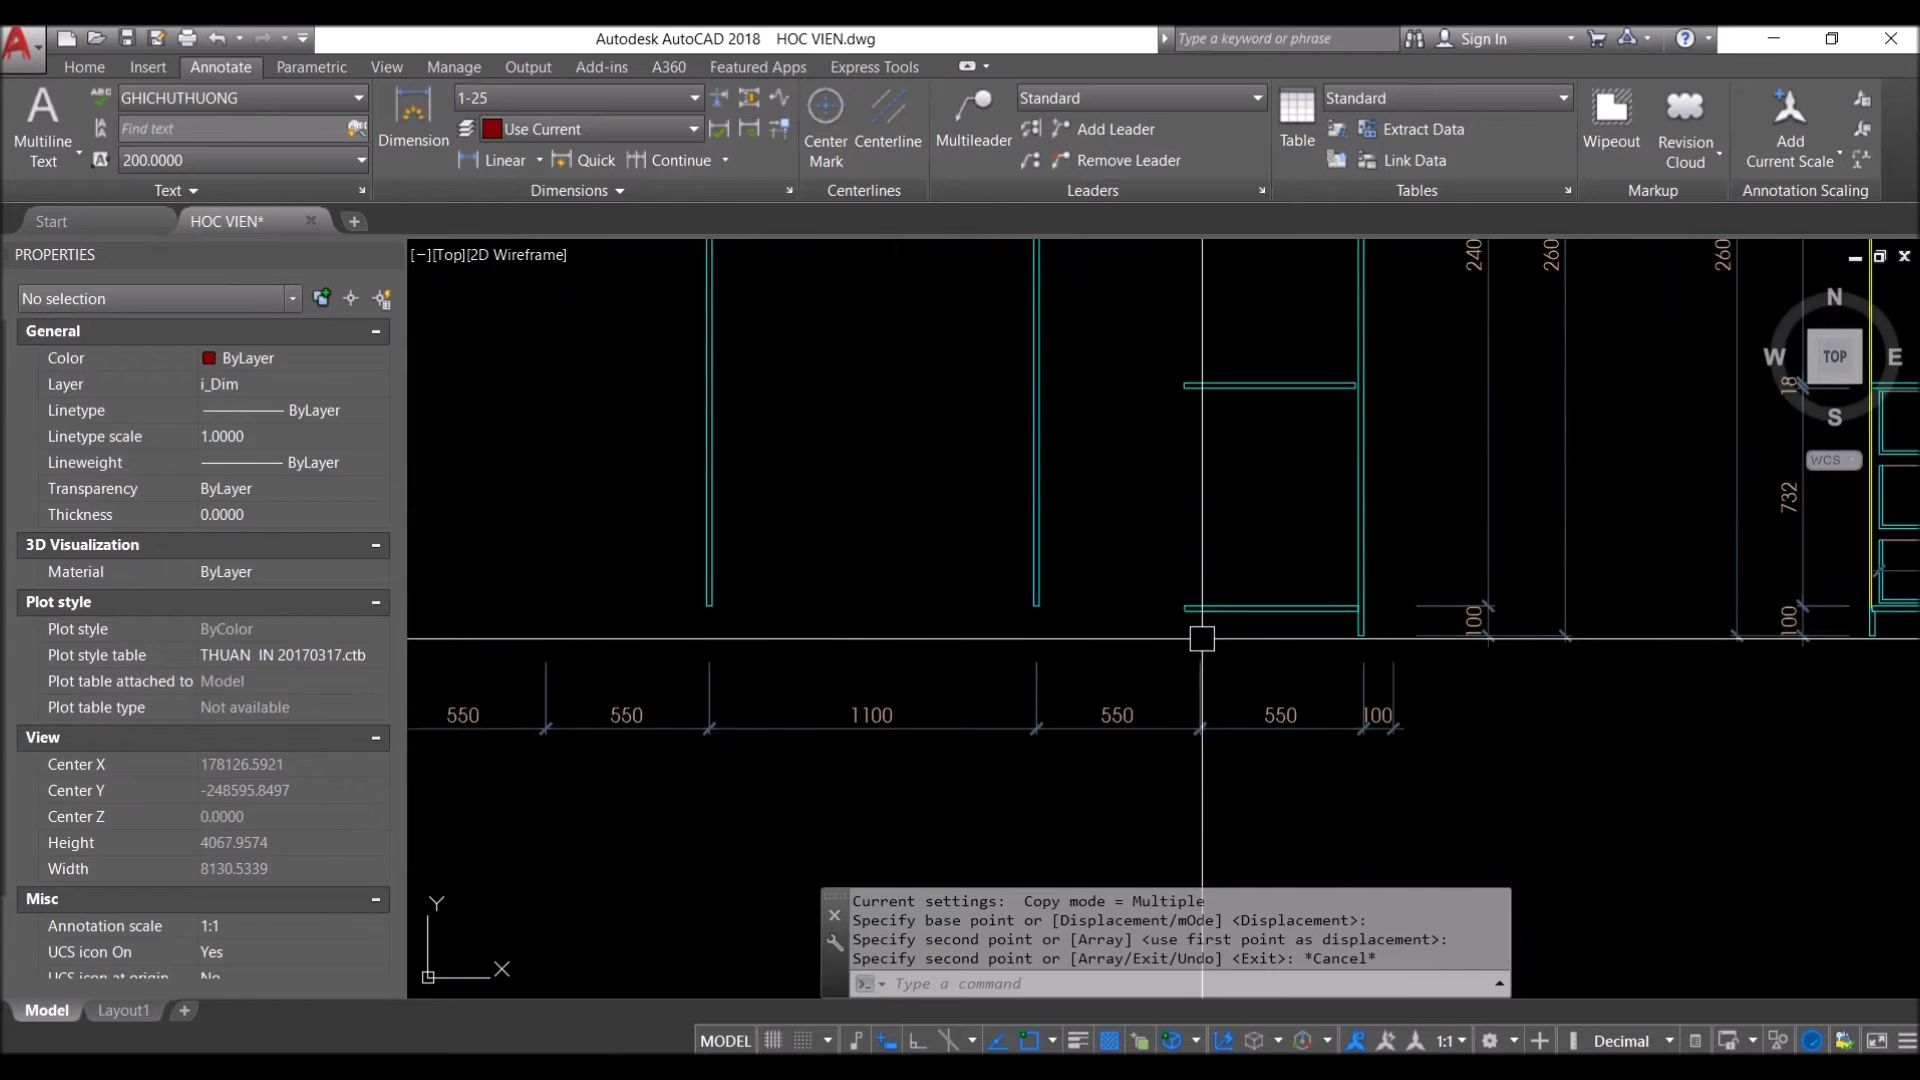 Autodesk AutoCAD 2018 HOC VIEN.dwg
Type a keyword or phrase
Sign In
Home Insert Annotate Parametric View Manage Output Add-ins A360 Featured Apps Express Tools
Multiline Text
GHICHUTHUONG
Find text
200.0000
Text
Dimension
1-25
Use Current
Linear Quick Continue
Dimensions
Center Mark
Centerline
Centerlines
Multileader
Standard
Add Leader
Remove Leader
Leaders
Table
Standard
Extract Data
Link Data
Tables
Wipeout
Revision Cloud
Markup
Add Current Scale
Annotation Scaling
Start
HOC VIEN*
PROPERTIES
No selection
General
Color ByLayer
Layer i_Dim
Linetype ByLayer
Linetype scale 1.0000
Lineweight ByLayer
Transparency ByLayer
Thickness 0.0000
3D Visualization
Material ByLayer
Plot style
Plot style ByColor
Plot style table THUAN IN 20170317.ctb
Plot table attached to Model
Plot table type Not available
View
Center X 178126.5921
Center Y -248595.8497
Center Z 0.0000
Height 4067.9574
Width 8130.5339
Misc
Annotation scale 1:1
UCS icon On Yes
UCS icon at origin No
[−][Top][2D Wireframe]
240
260
260
18
732
100
100
550 550 1100 550 550 100
N
W TOP E
S
WCS
Y
X
Current settings: Copy mode = Multiple
Specify base point or [Displacement/mOde] <Displacement>:
Specify second point or [Array] <use first point as displacement>:
Specify second point or [Array/Exit/Undo] <Exit>: *Cancel*
Type a command
Model Layout1
MODEL
1:1
Decimal